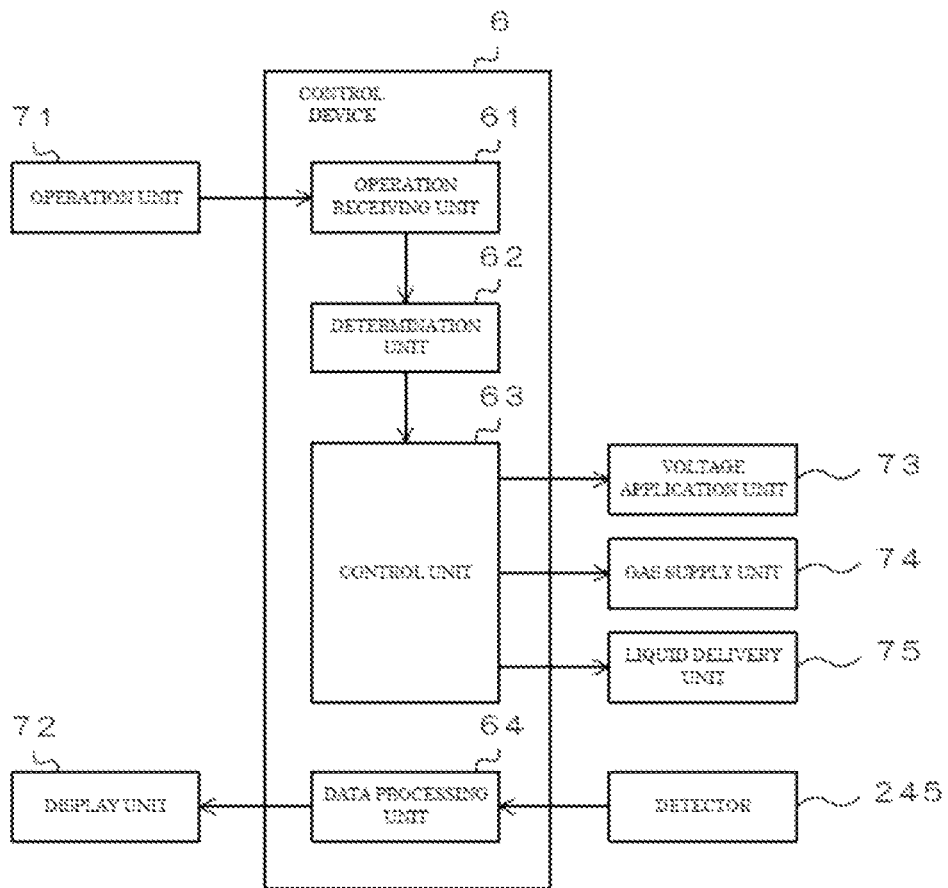 6
CONTROL
DEVICE
71
OPERATION UNIT
61
OPERATION
RECEIVING UNIT
62
DETERMINATION
UNIT
63
CONTROL UNIT
VOLTAGE
APPLICATION UNIT
73
GAS SUPPLY UNIT
74
LIQUID DELIVERY
UNIT
75
72
DISPLAY UNIT
64
DATA PROCESSING
UNIT
DETECTOR
245